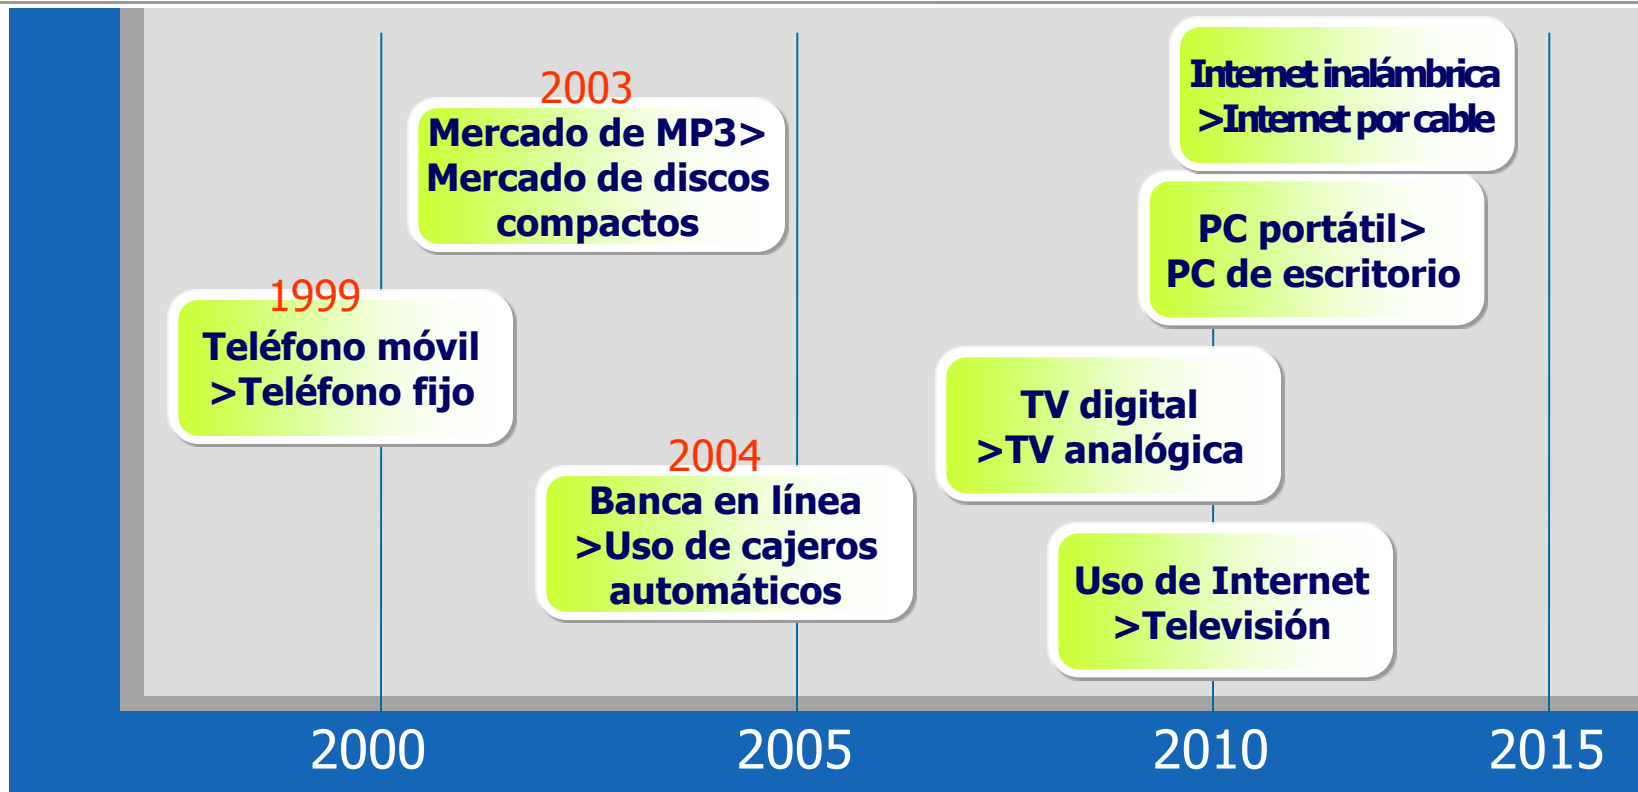 Internet inalámbrica
>Internet por cable
2003
Mercado de MP3>
Mercado de discos
compactos
PC portátil>
PC de escritorio
1999
Teléfono móvil
>Teléfono fijo
TV digital
>TV analógica
2004
Banca en línea
>Uso de cajeros
automáticos
Uso de Internet
>Televisión
2000
2005
2010
2015